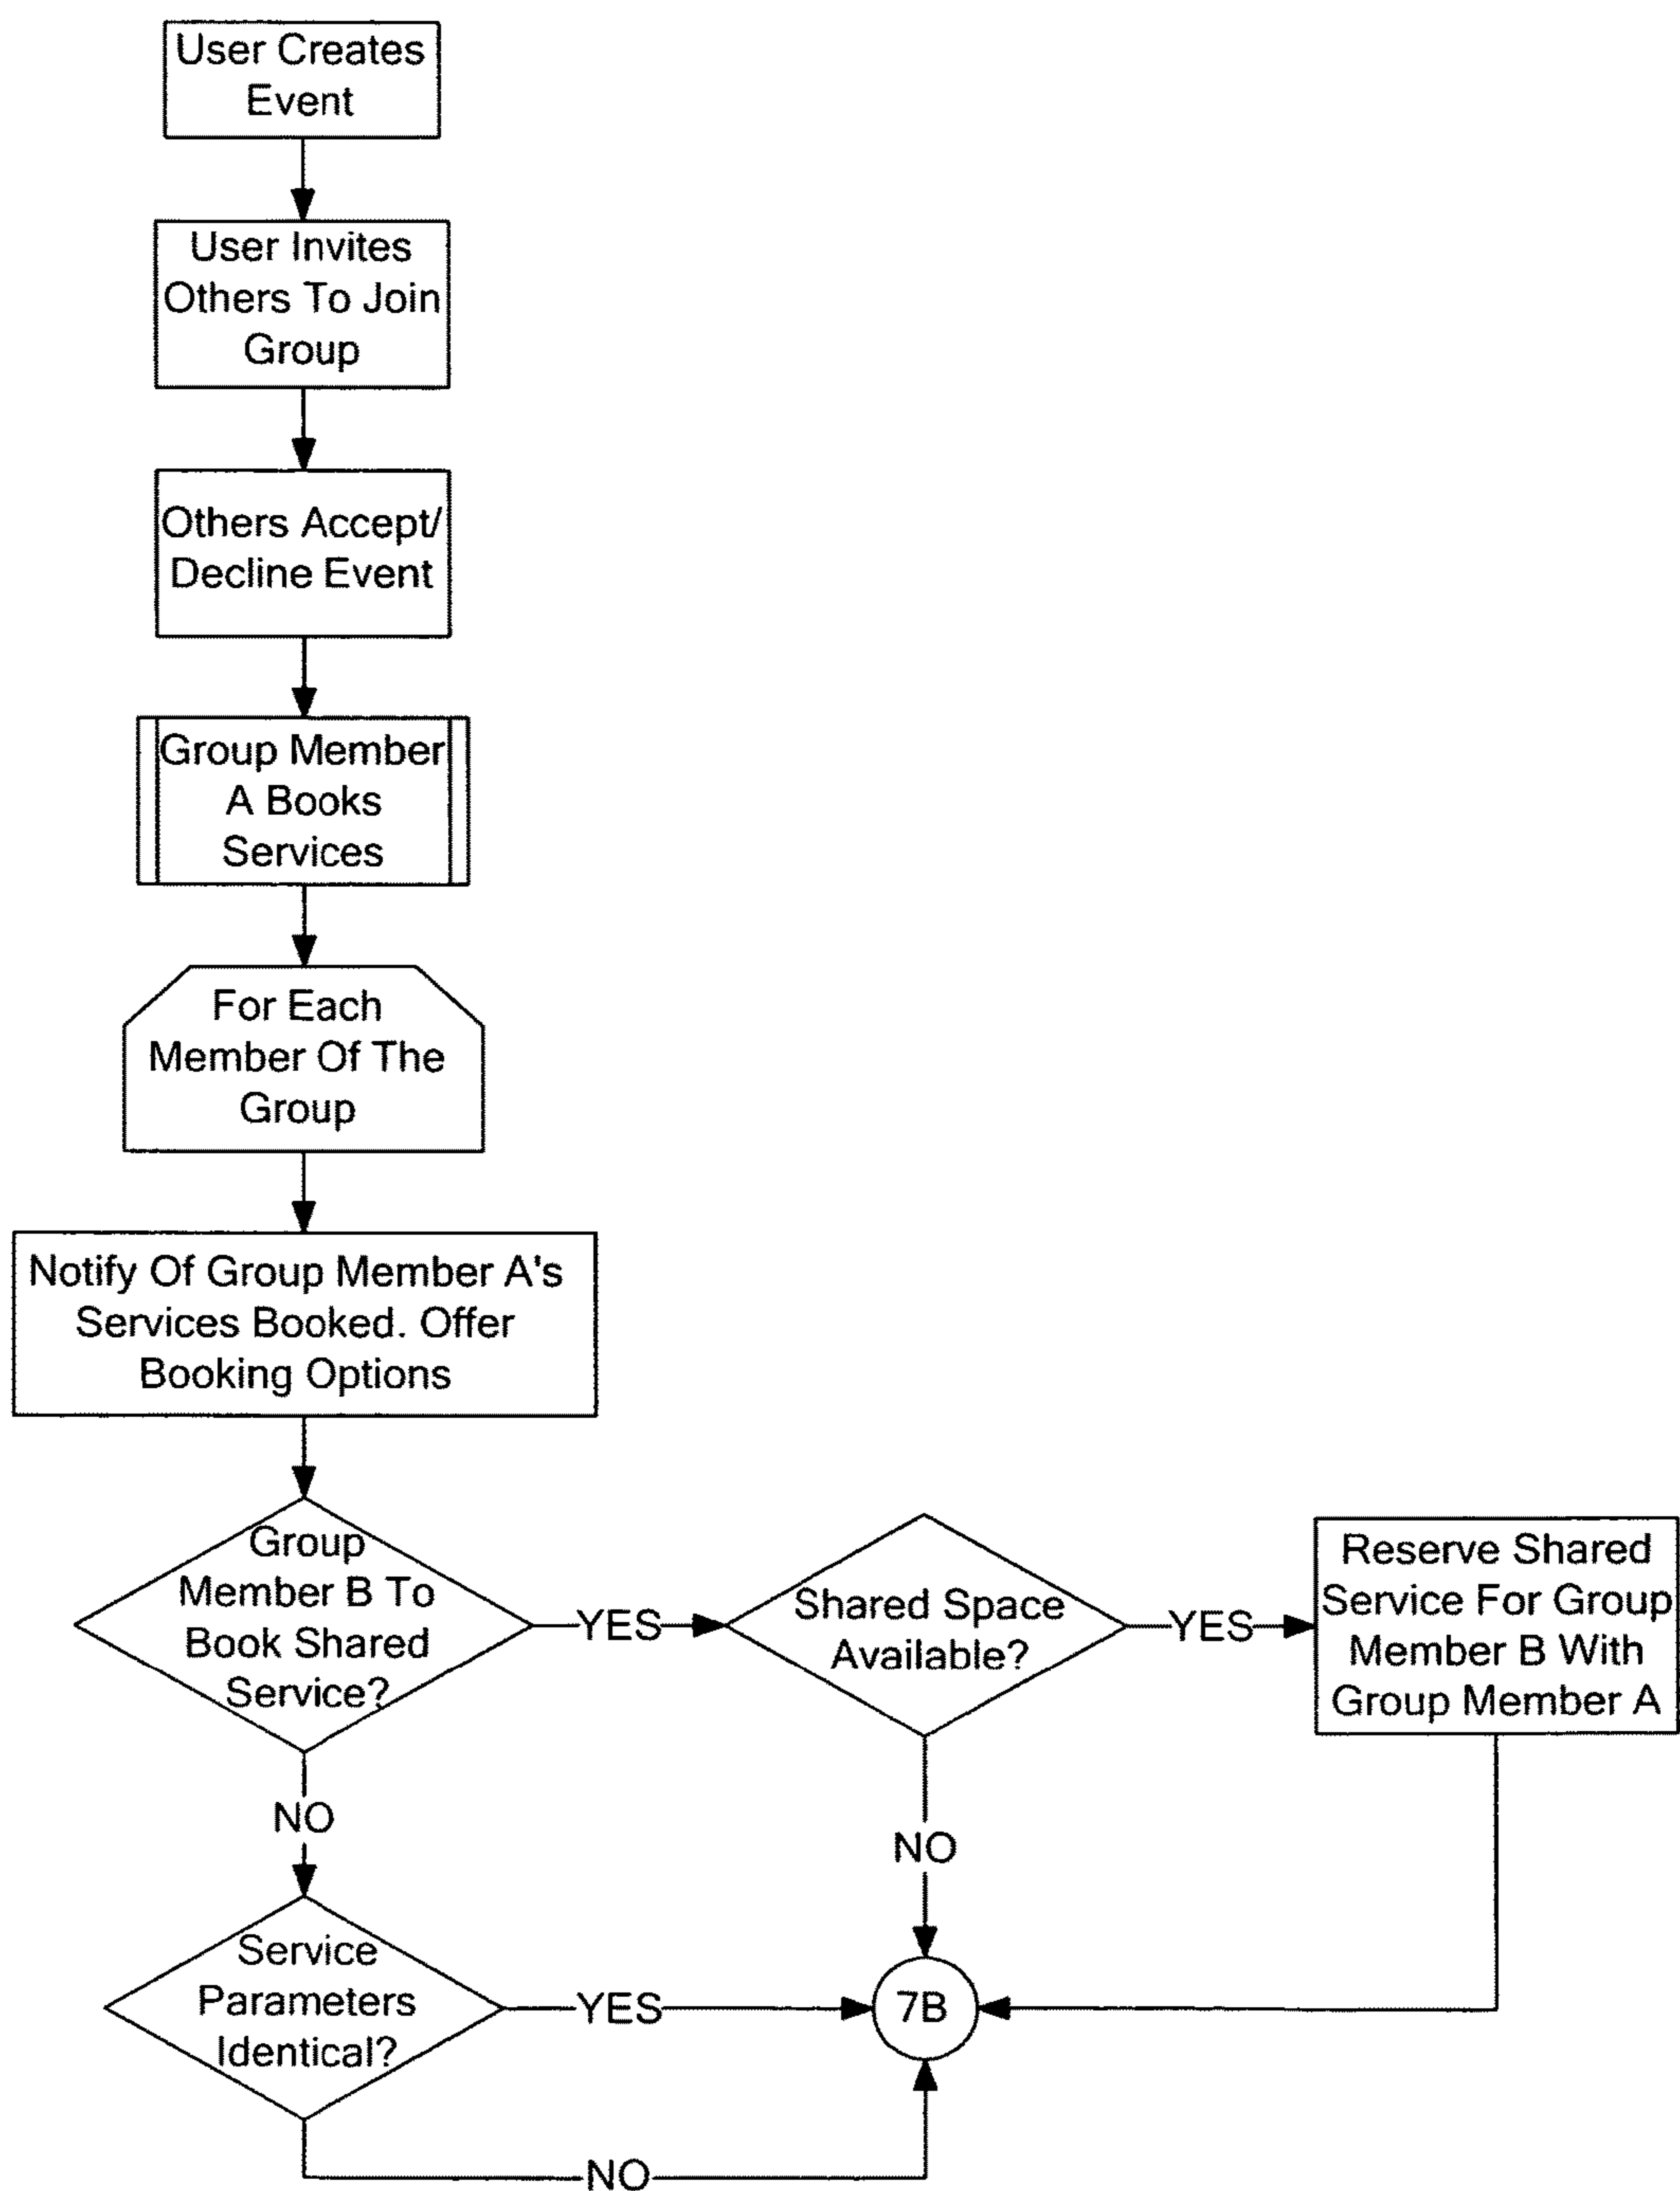 User Creates
Event
User Invites
Others To Join
Group
Others Accept/
Decline Event
Group Member
A Books
Services
For Each
Member Of The
Group
Notify Of Group Member A's
Services Booked. Offer
Booking Options
Group
Member B To
Book Shared
Service?
YES
Shared Space
Available?
YES
Reserve Shared
Service For Group
Member B With
Group Member A
NO
NO
Service
Parameters
Identical?
YES
7B
NO